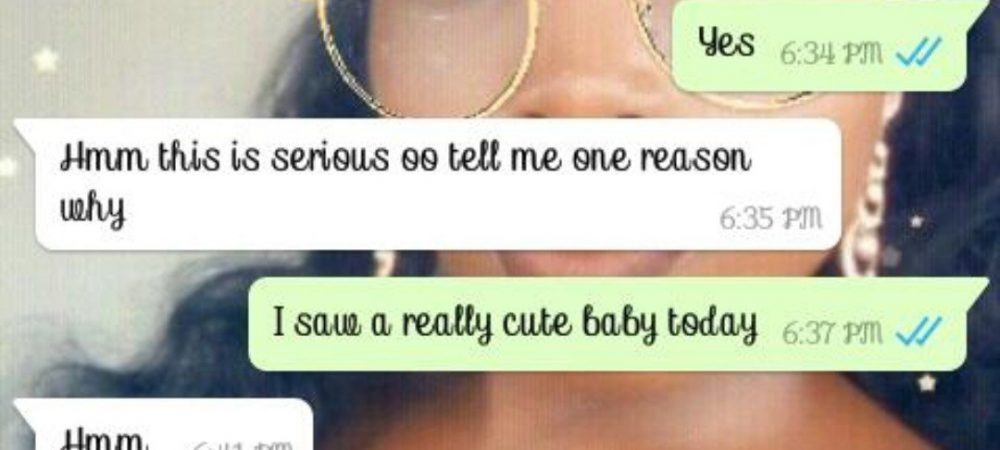 Yes 6:34 PM
Hmm this is serious oo tell me one reason
why 6:35 PM
I saw a really cute baby today 6:37 PM
Hmm